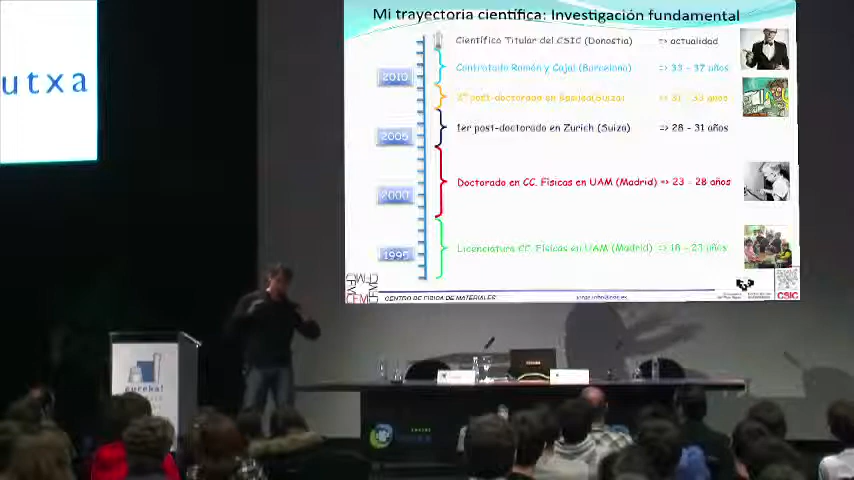 utxa
Mi trayectoria científica: Investigación fundamental
Científico Titular del CSIC (Donostia) => actualidad
Contratado Ramón y Cajal (Barcelona) => 33 - 37 años
2º post-doctorado en Basilea(Suiza) => 31 - 33 años
1er post-doctorado en Zurich (Suiza) => 28 - 31 años
Doctorado en CC. Físicas en UAM (Madrid) => 23 - 28 años
Licenciatura CC. Físicas en UAM (Madrid) => 18 - 23 años
2010
2005
2000
1995
CFM
CENTRO DE FISICA DE MATERIALES
CSIC
eureka!